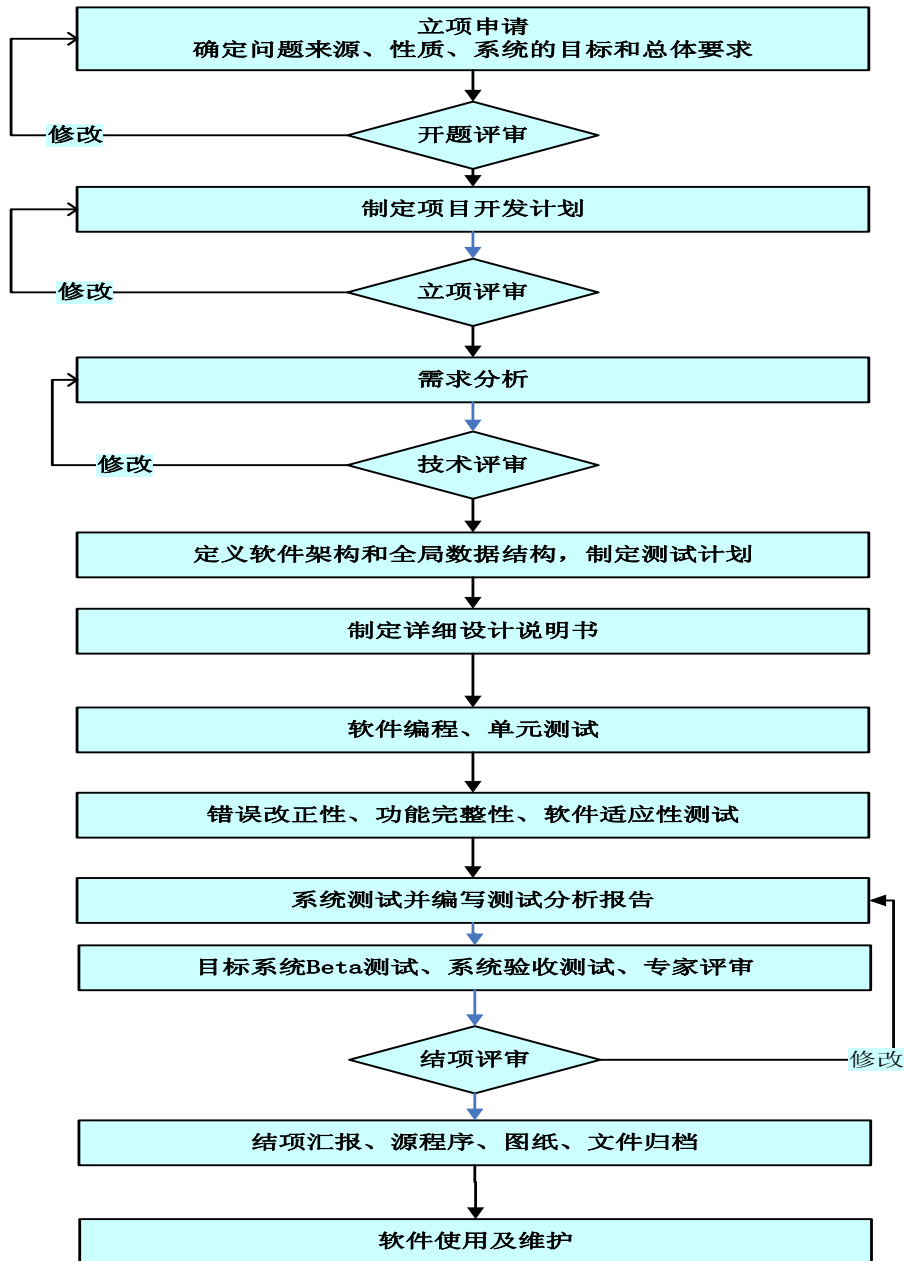 立项申请
确定问题来源、性质、系统的目标和总体要求
修改
开题评审
制定项目开发计划
修改
立项评审
需求分析
修改
技术评审
定义软件架构和全局数据结构，制定测试计划
制定详细设计说明书
软件编程、单元测试
错误改正性、功能完整性、软件适应性测试
系统测试并编写测试分析报告
目标系统Beta测试、系统验收测试、专家评审
结项评审
修改
结项汇报、源程序、图纸、文件归档
软件使用及维护